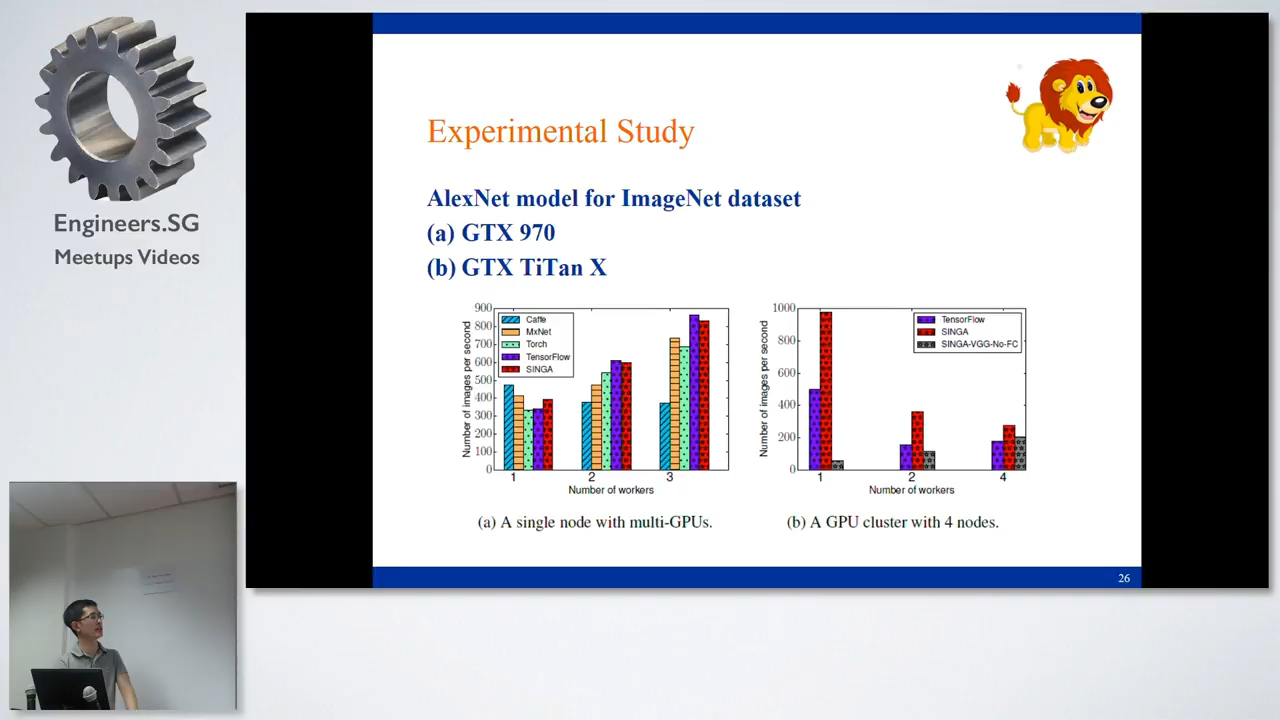 Engineers.SG
Meetups Videos
Experimental Study
AlexNet model for ImageNet dataset
(a) GTX 970
(b) GTX TiTan X
900
800
700
600
500
400
300
200
100
0
Number of images per second
Caffe
MxNet
Torch
TensorFlow
SINGA
1
2
3
Number of workers
(a) A single node with multi-GPUs.
1000
800
600
400
200
0
Number of images per second
TensorFlow
SINGA
SINGA-VGG-No-FC
1
2
4
Number of workers
(b) A GPU cluster with 4 nodes.
26